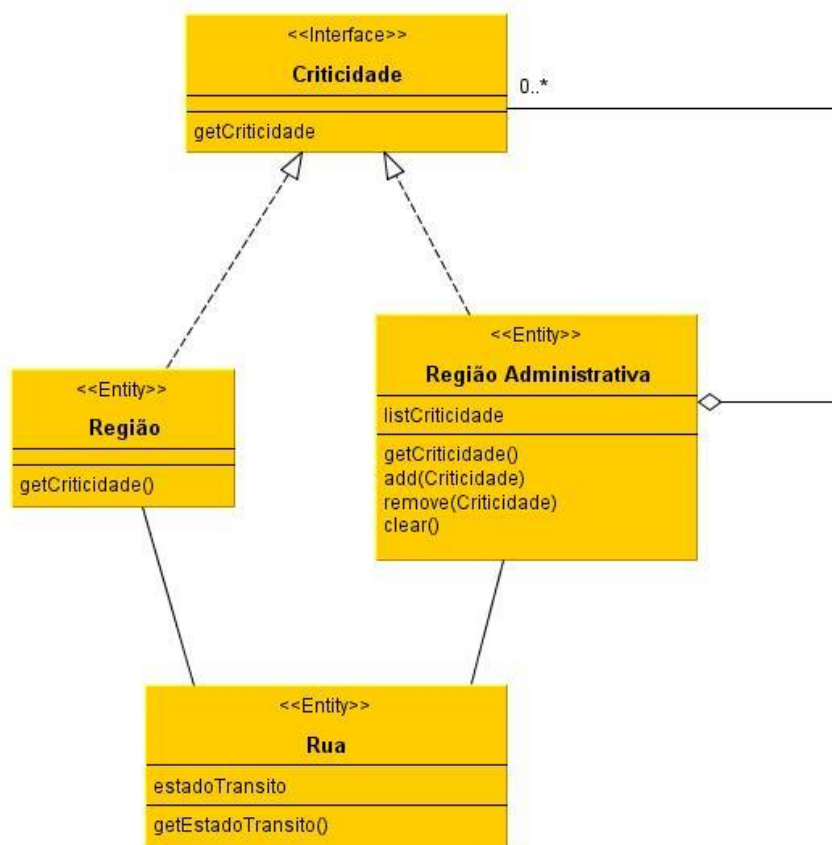 <<Interface>>
Criticidade
0..*
getCriticidade
<<Entity>>
Região Administrativa
listCriticidade
getCriticidade()
add(Criticidade)
remove(Criticidade)
clear()
<<Entity>>
Região
getCriticidade()
<<Entity>>
Rua
estadoTransito
getEstadoTransito()